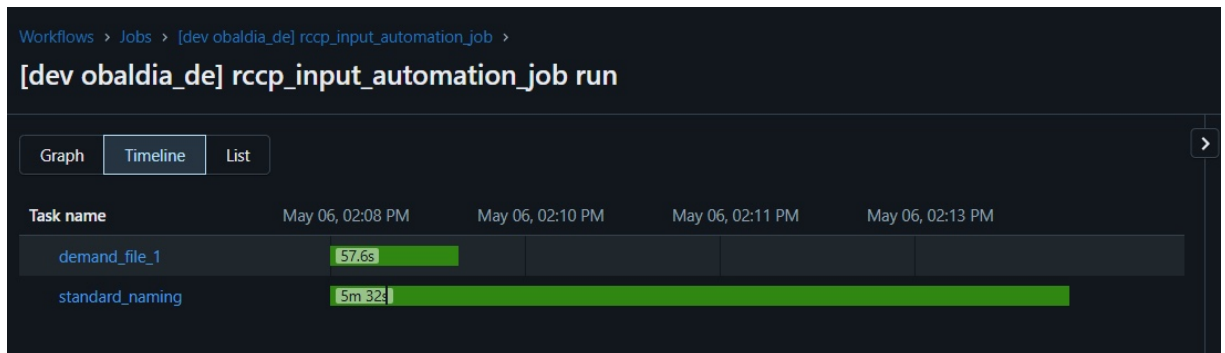 Workflows > Jobs > [dev obaldia_de] rccp_input_automation_job >
[dev obaldia_de] rccp_input_automation_job run
Graph Timeline List
Task name May 06, 02:08 PM May 06, 02:10 PM May 06, 02:11 PM May 06, 02:13 PM
demand_file_1 57.6s
standard_naming 5m 32s